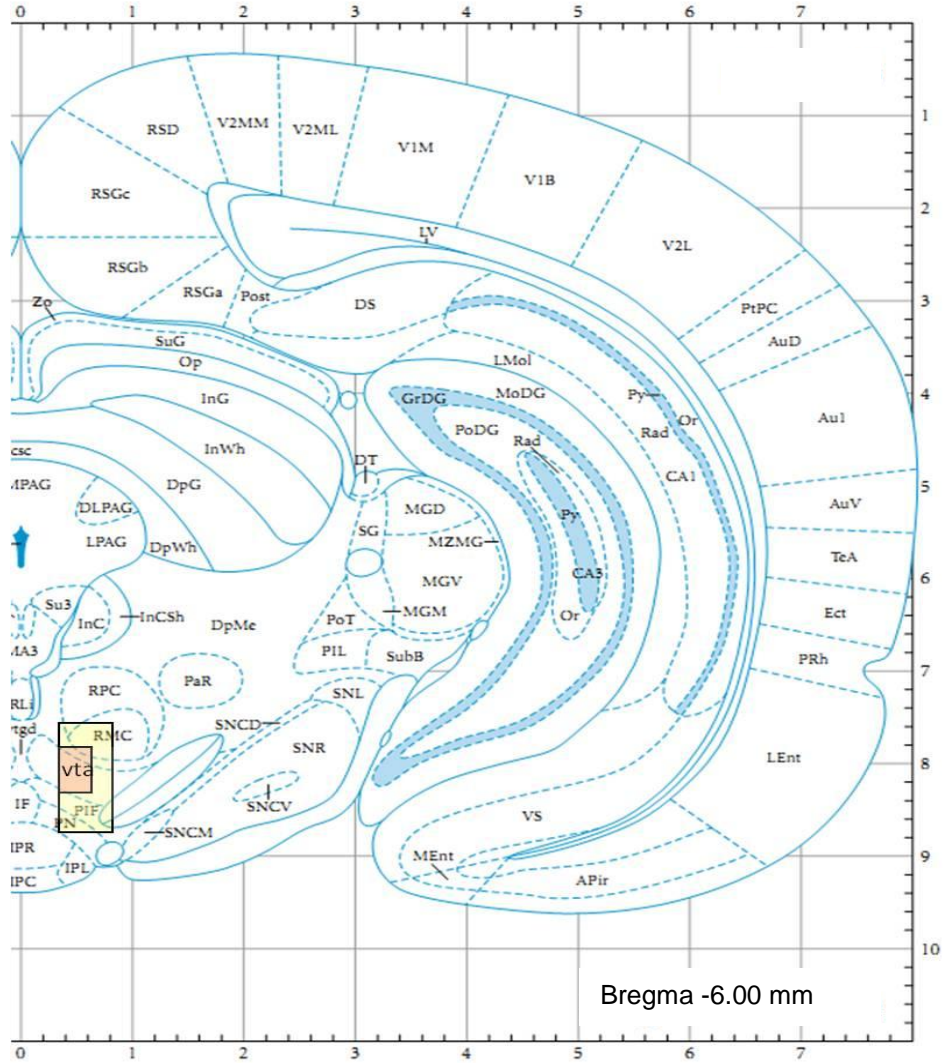 0 1 2 3 4 5 6 7
RSD
V2MM
V2ML
V1M
V1B
V2L
RSGc
RSGb
RSGa
Post
LV
DS
PtPC
AuD
Zo
SuG
Op
InG
InWh
DpG
DpWh
LMol
MoDG
GrDG
PoDG
Rad
Py
Or
Rad
CA1
Au1
csc
MPAG
DLPAG
LPAG
DT
SG
MGD
MZMG
MGV
MGM
Py
CA3
Or
AuV
TeA
Ect
PRh
Su3
InC
InCSh
DpMe
PoT
PIL
SubB
MA3
RPC
PaR
SNL
RLi
SNCD
RMC
SNR
vtgd
vta
SNCV
LEnt
IF
PIF
PN
SNCM
VS
IPR
IPL
MEnt
IPC
APir
1
2
3
4
5
6
7
8
9
10
Bregma -6.00 mm
0 1 2 3 4 5 6 7